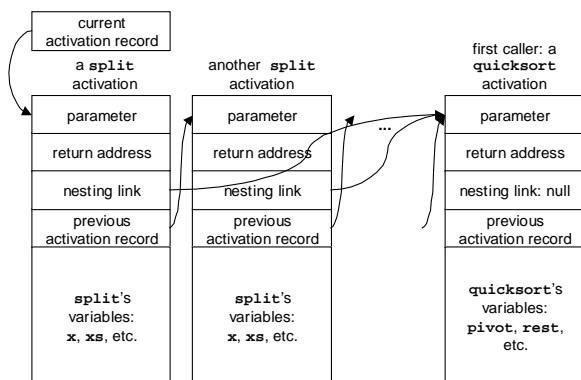 current
activation record
a split
activation
another split
activation
first caller: a
quicksort
activation
parameter
return address
nesting link
previous
activation record
split's
variables:
x, xs, etc.
parameter
return address
nesting link
previous
activation record
split's
variables:
x, xs, etc.
...
parameter
return address
nesting link: null
previous
activation record
quicksort's
variables:
pivot, rest,
etc.